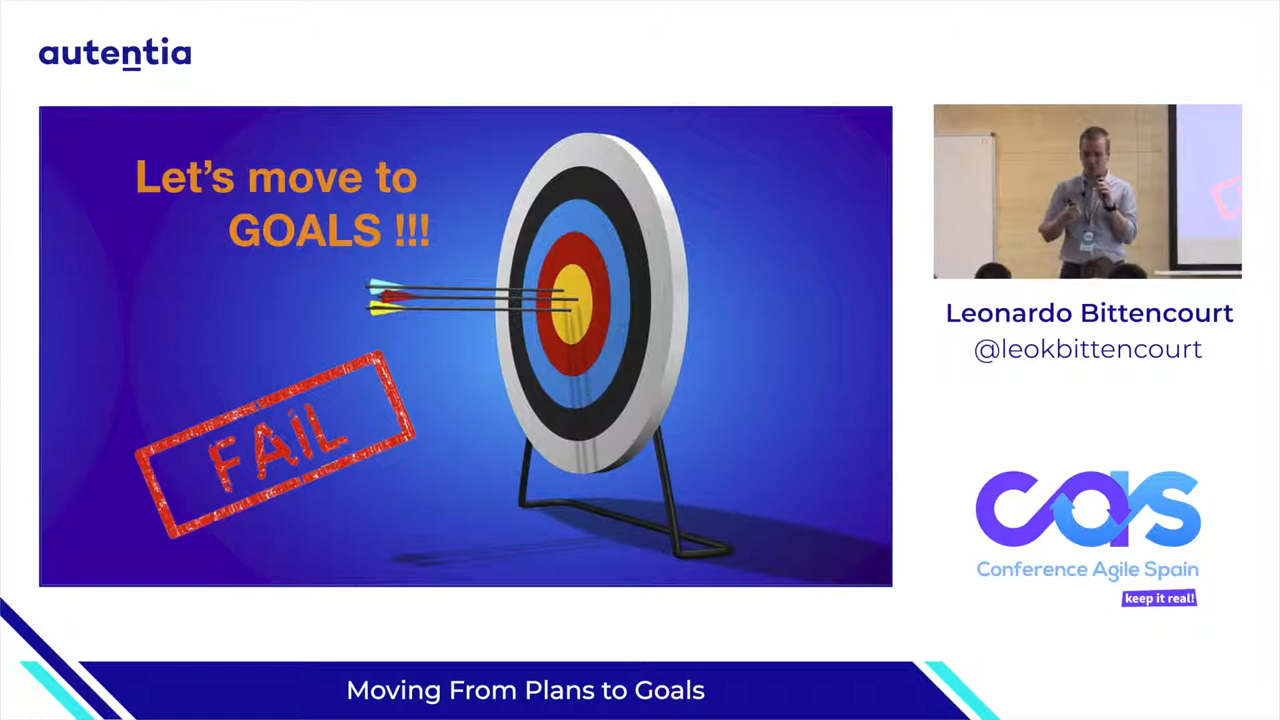 autentia
Let's move to
GOALS !!!
FAIL
Leonardo Bittencourt
@leokbittencourt
cas
Conference Agile Spain
keep it real!
Moving From Plans to Goals